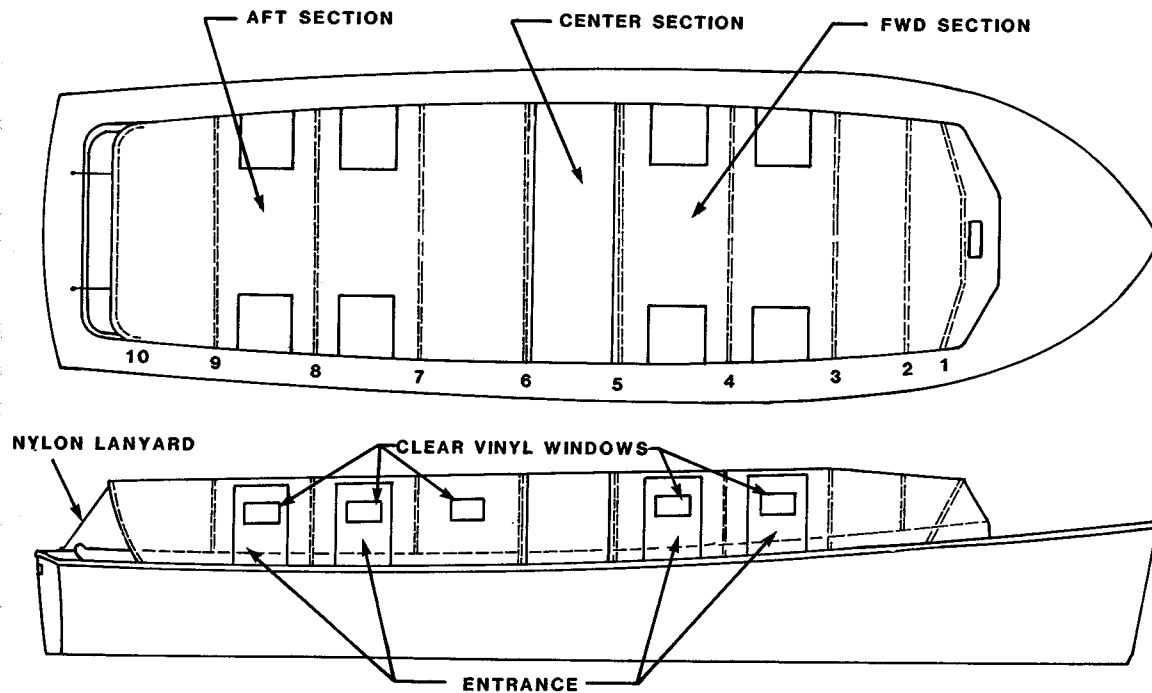 AFT SECTION
CENTER SECTION
FWD SECTION
10
9
8
7
6
5
4
3
2
1
NYLON LANYARD
CLEAR VINYL WINDOWS
ENTRANCE